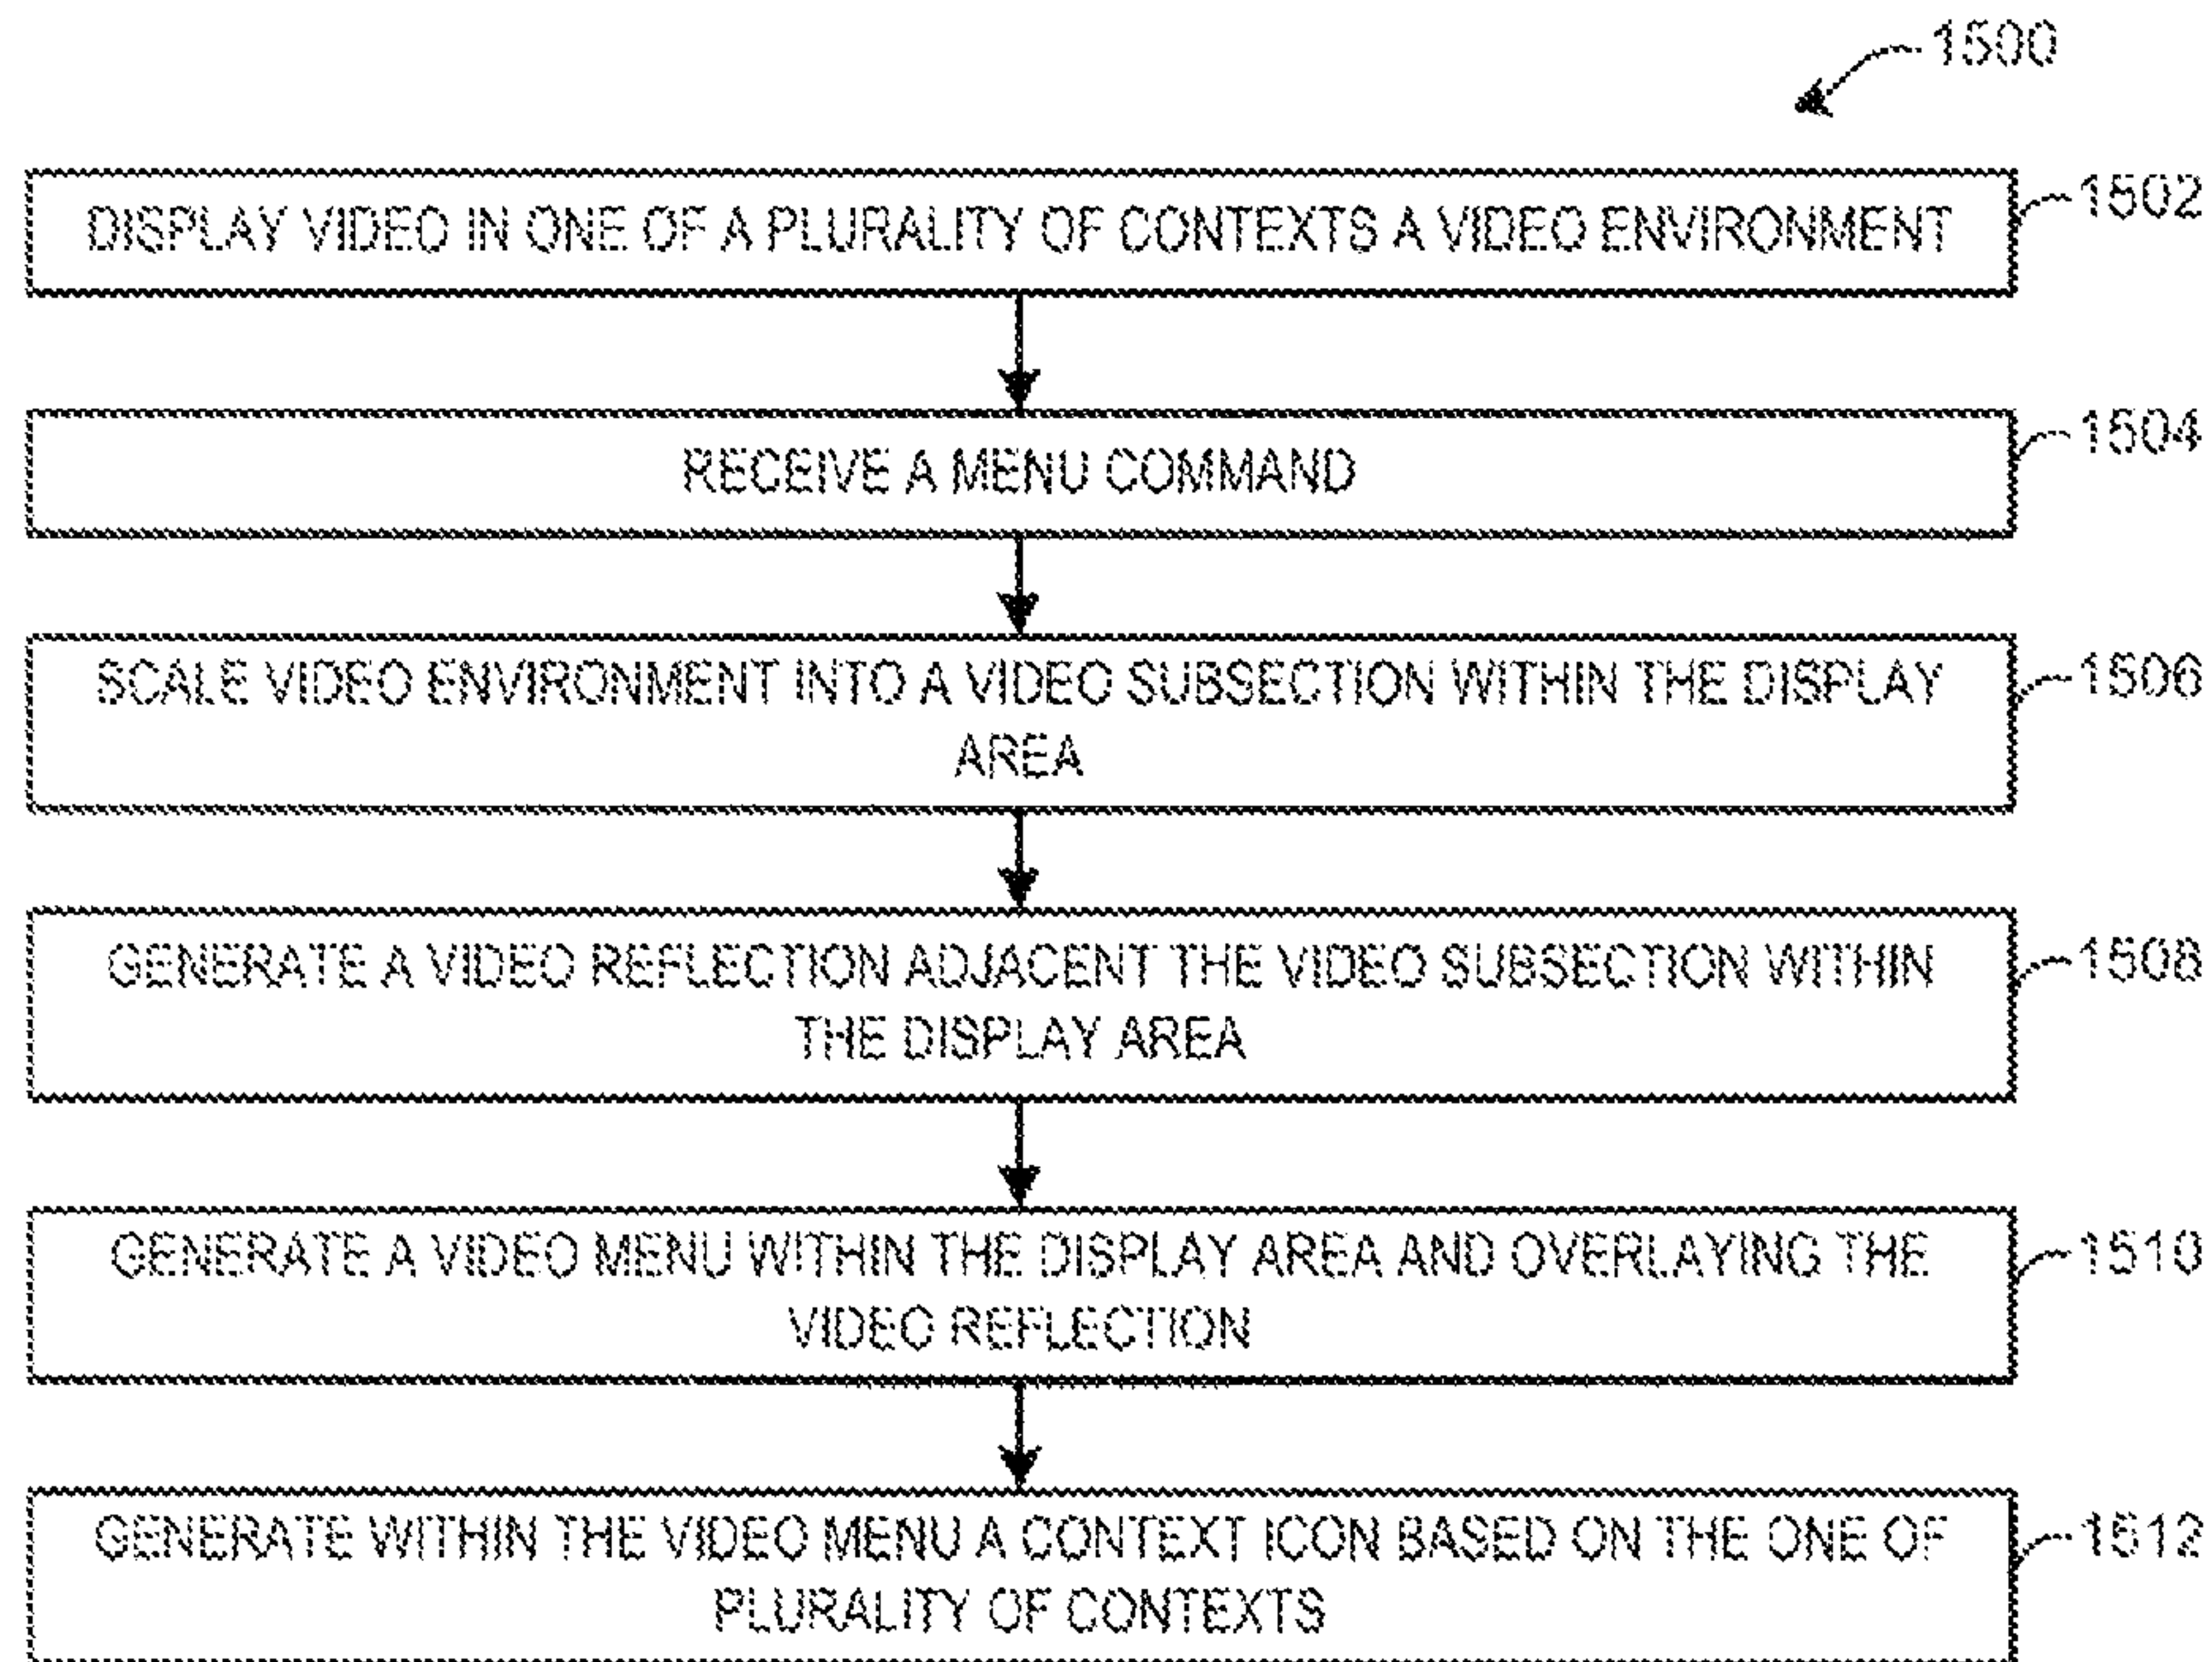 1500
DISPLAY VIDEO IN ONE OF A PLURALITY OF CONTEXTS A VIDEO ENVIRONMENT
1502
RECEIVE A MENU COMMAND
1504
SCALE VIDEO ENVIRONMENT INTO A VIDEO SUBSECTION WITHIN THE DISPLAY
AREA
1506
GENERATE A VIDEO REFLECTION ADJACENT THE VIDEO SUBSECTION WITHIN
THE DISPLAY AREA
1508
GENERATE A VIDEO MENU WITHIN THE DISPLAY AREA AND OVERLAYING THE
VIDEO REFLECTION
1510
GENERATE WITHIN THE VIDEO MENU A CONTEXT ICON BASED ON THE ONE OF
PLURALITY OF CONTEXTS
1512